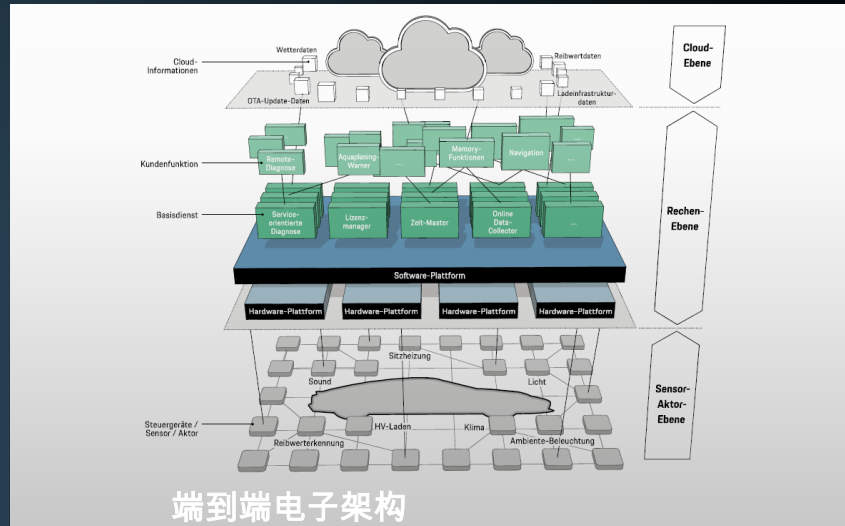 Wetterdaten
Cloud-
Informationen
Reibwertdaten
Cloud-
Ebene
OTA-Update-Daten
Ladeinfrastruktur-
daten
Kundenfunktion
Remote-
Diagnose
Aquaplaning-
Warner
....
Memory-
Funktionen
Navigation
...
...
Basisdienst
Service-
orientierte
Diagnose
Lizenz-
manager
Zeit-Master
Online
Data-
Collector
...
Rechen-
Ebene
Software-Plattform
Hardware-Plattform
Hardware-Plattform
Hardware-Plattform
Hardware-Plattform
Sitzheizung
Sound
Licht
Sensor-
Aktor-
Ebene
Steuergeräte /
Sensor / Aktor
HV-Laden
Klima
Reibwerterkennung
Ambiente-Beleuchtung
端到端电子架构